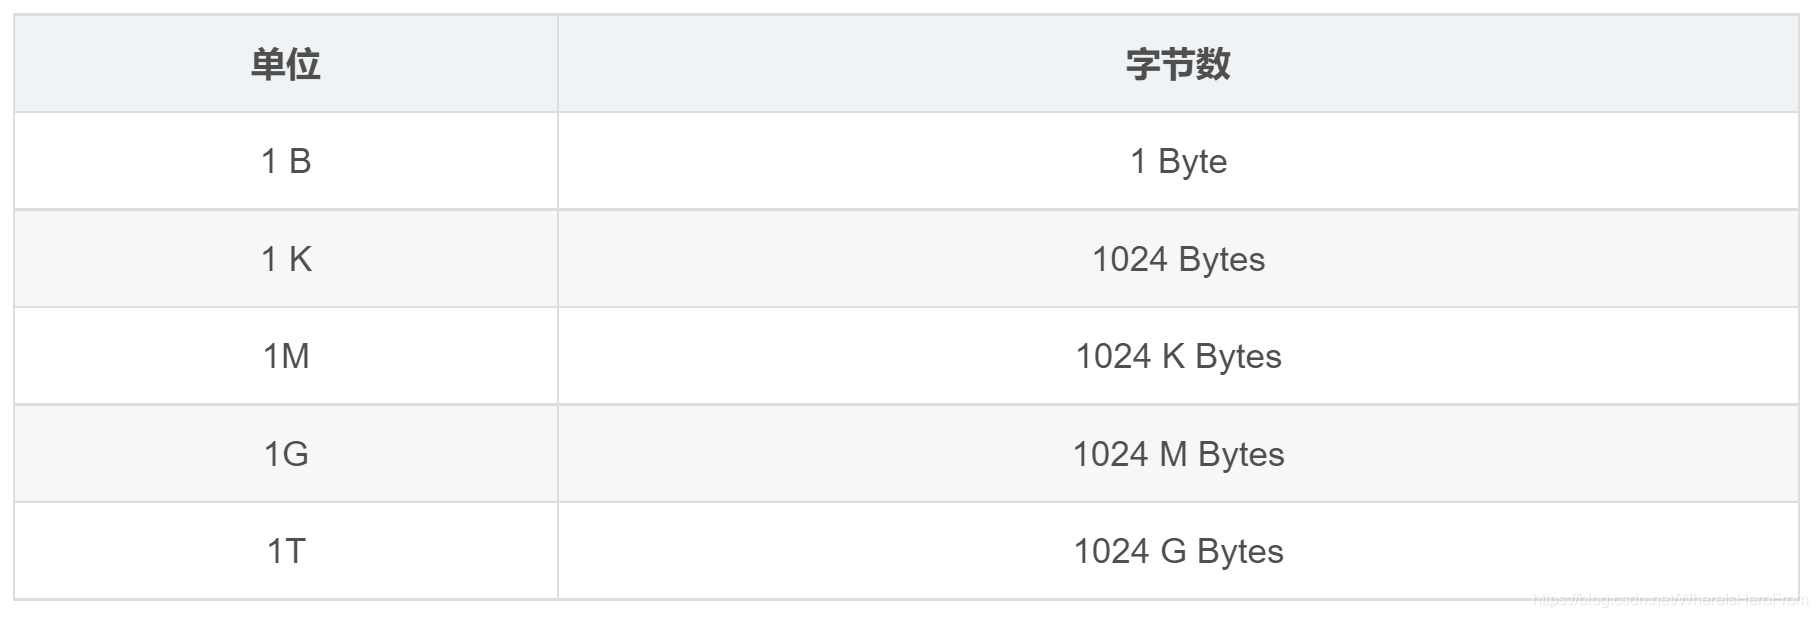 单位 字节数
1 B 1 Byte
1 K 1024 Bytes
1M 1024 K Bytes
1G 1024 M Bytes
1T 1024 G Bytes
https://blog.csdn.net/WhereIsHeroFrom